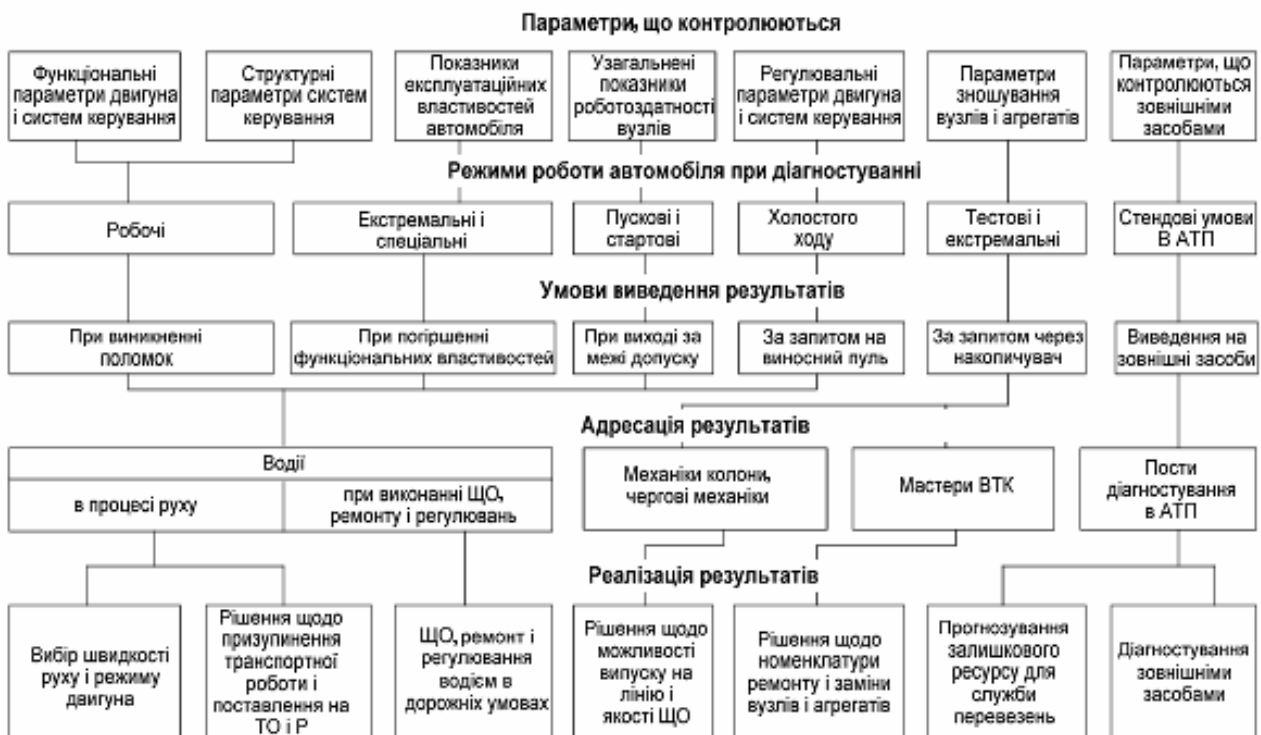 Параметри, що контролюються
Функціональні
параметри двигуна
і систем керування
Структурні
параметри систем
керування
Показники
експлуатаційних
властивостей
автомобіля
Узагальнені
показники
роботоздатності
вузлів
Регулювальні
параметри двигуна
і систем керування
Параметри
зношування
вузлів і агрегатів
Параметри, що
контролюються
зовнішніми
засобами
Режими роботи автомобіля при діагностуванні
Робочі
Екстремальні і
спеціальні
Пускові і
стартові
Холостого
ходу
Тестові і
екстремальні
Стендові умови
В АТП
Умови виведення результатів
При виникненні
поломок
При погіршенні
функціональних властивостей
При виході за
межі допуску
За запитом на
виносний пуль
За запитом через
накопичувач
Виведення на
зовнішні засоби
Адресація результатів
Водії
в процесі руху
при виконанні ЩО,
ремонту і регулювань
Механіки колони,
чергові механіки
Мастери ВТК
Пости
діагностування
в АТП
Реалізація результатів
Вибір швидкості
руху і режиму
двигуна
Рішення щодо
призупинення
транспортної
роботи і
поставлення на
ТО і Р
ЩО, ремонт і
регулювання
водієм в
дорожніх умовах
Рішення щодо
можливості
випуску на
лінію і
якості ЩО
Рішення щодо
номенклатури
ремонту і заміни
вузлів і агрегатів
Прогнозування
залишкового
ресурсу для
служби
перевезень
Діагностування
зовнішніми
засобами